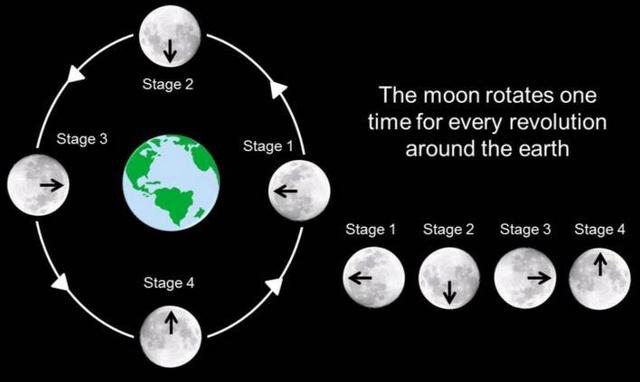 Stage 2
Stage 3
Stage 1
Stage 4
The moon rotates one
time for every revolution
around the earth
Stage 1 Stage 2 Stage 3 Stage 4